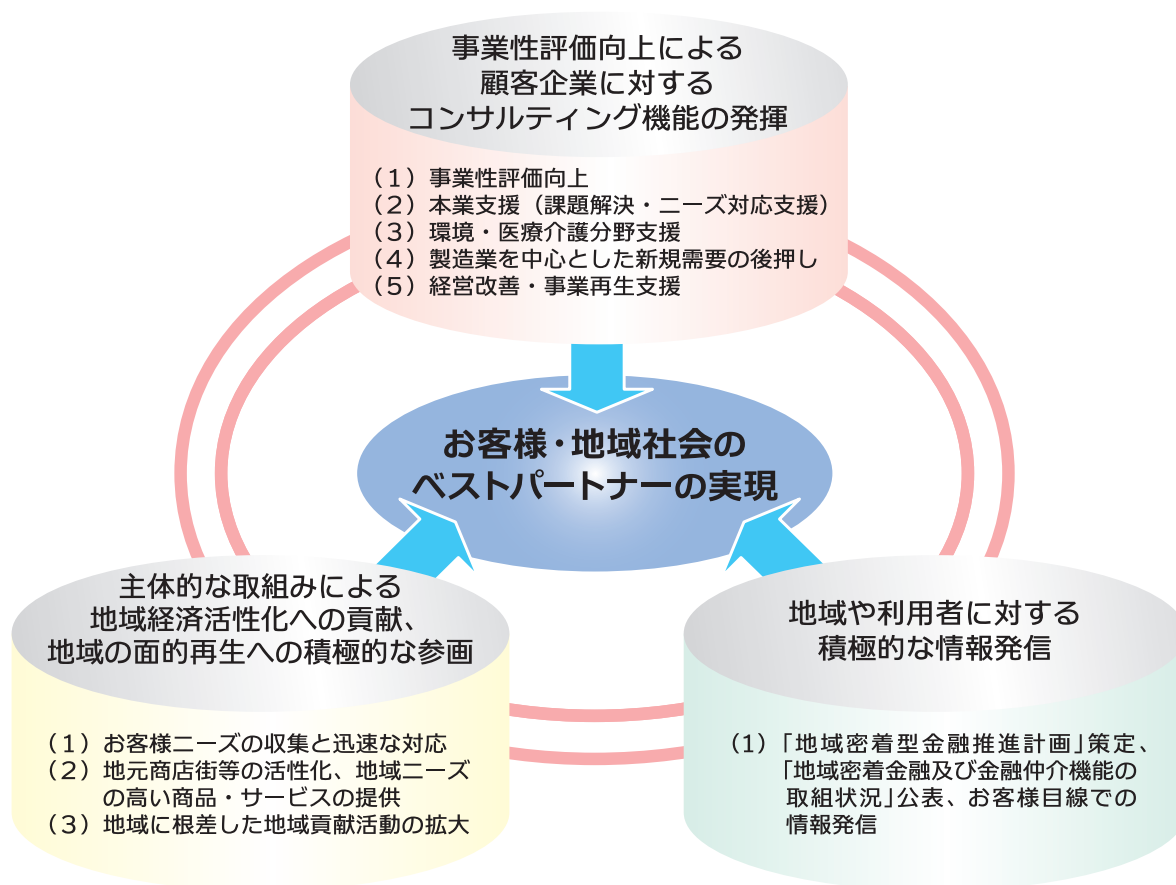 事業性評価向上による
顧客企業に対する
コンサルティング機能の発揮
（１）事業性評価向上
（２）本業支援（課題解決・ニーズ対応支援）
（３）環境・医療介護分野支援
（４）製造業を中心とした新規需要の後押し
（５）経営改善・事業再生支援
お客様・地域社会の
ベストパートナーの実現
主体的な取組みによる
地域経済活性化への貢献、
地域の面的再生への積極的な参画
（１）お客様ニーズの収集と迅速な対応
（２）地元商店街等の活性化、地域ニーズ
の高い商品・サービスの提供
（３）地域に根差した地域貢献活動の拡大
地域や利用者に対する
積極的な情報発信
（１）「地域密着型金融推進計画」策定、
「地域密着金融及び金融仲介機能の
取組状況」公表、お客様目線での
情報発信